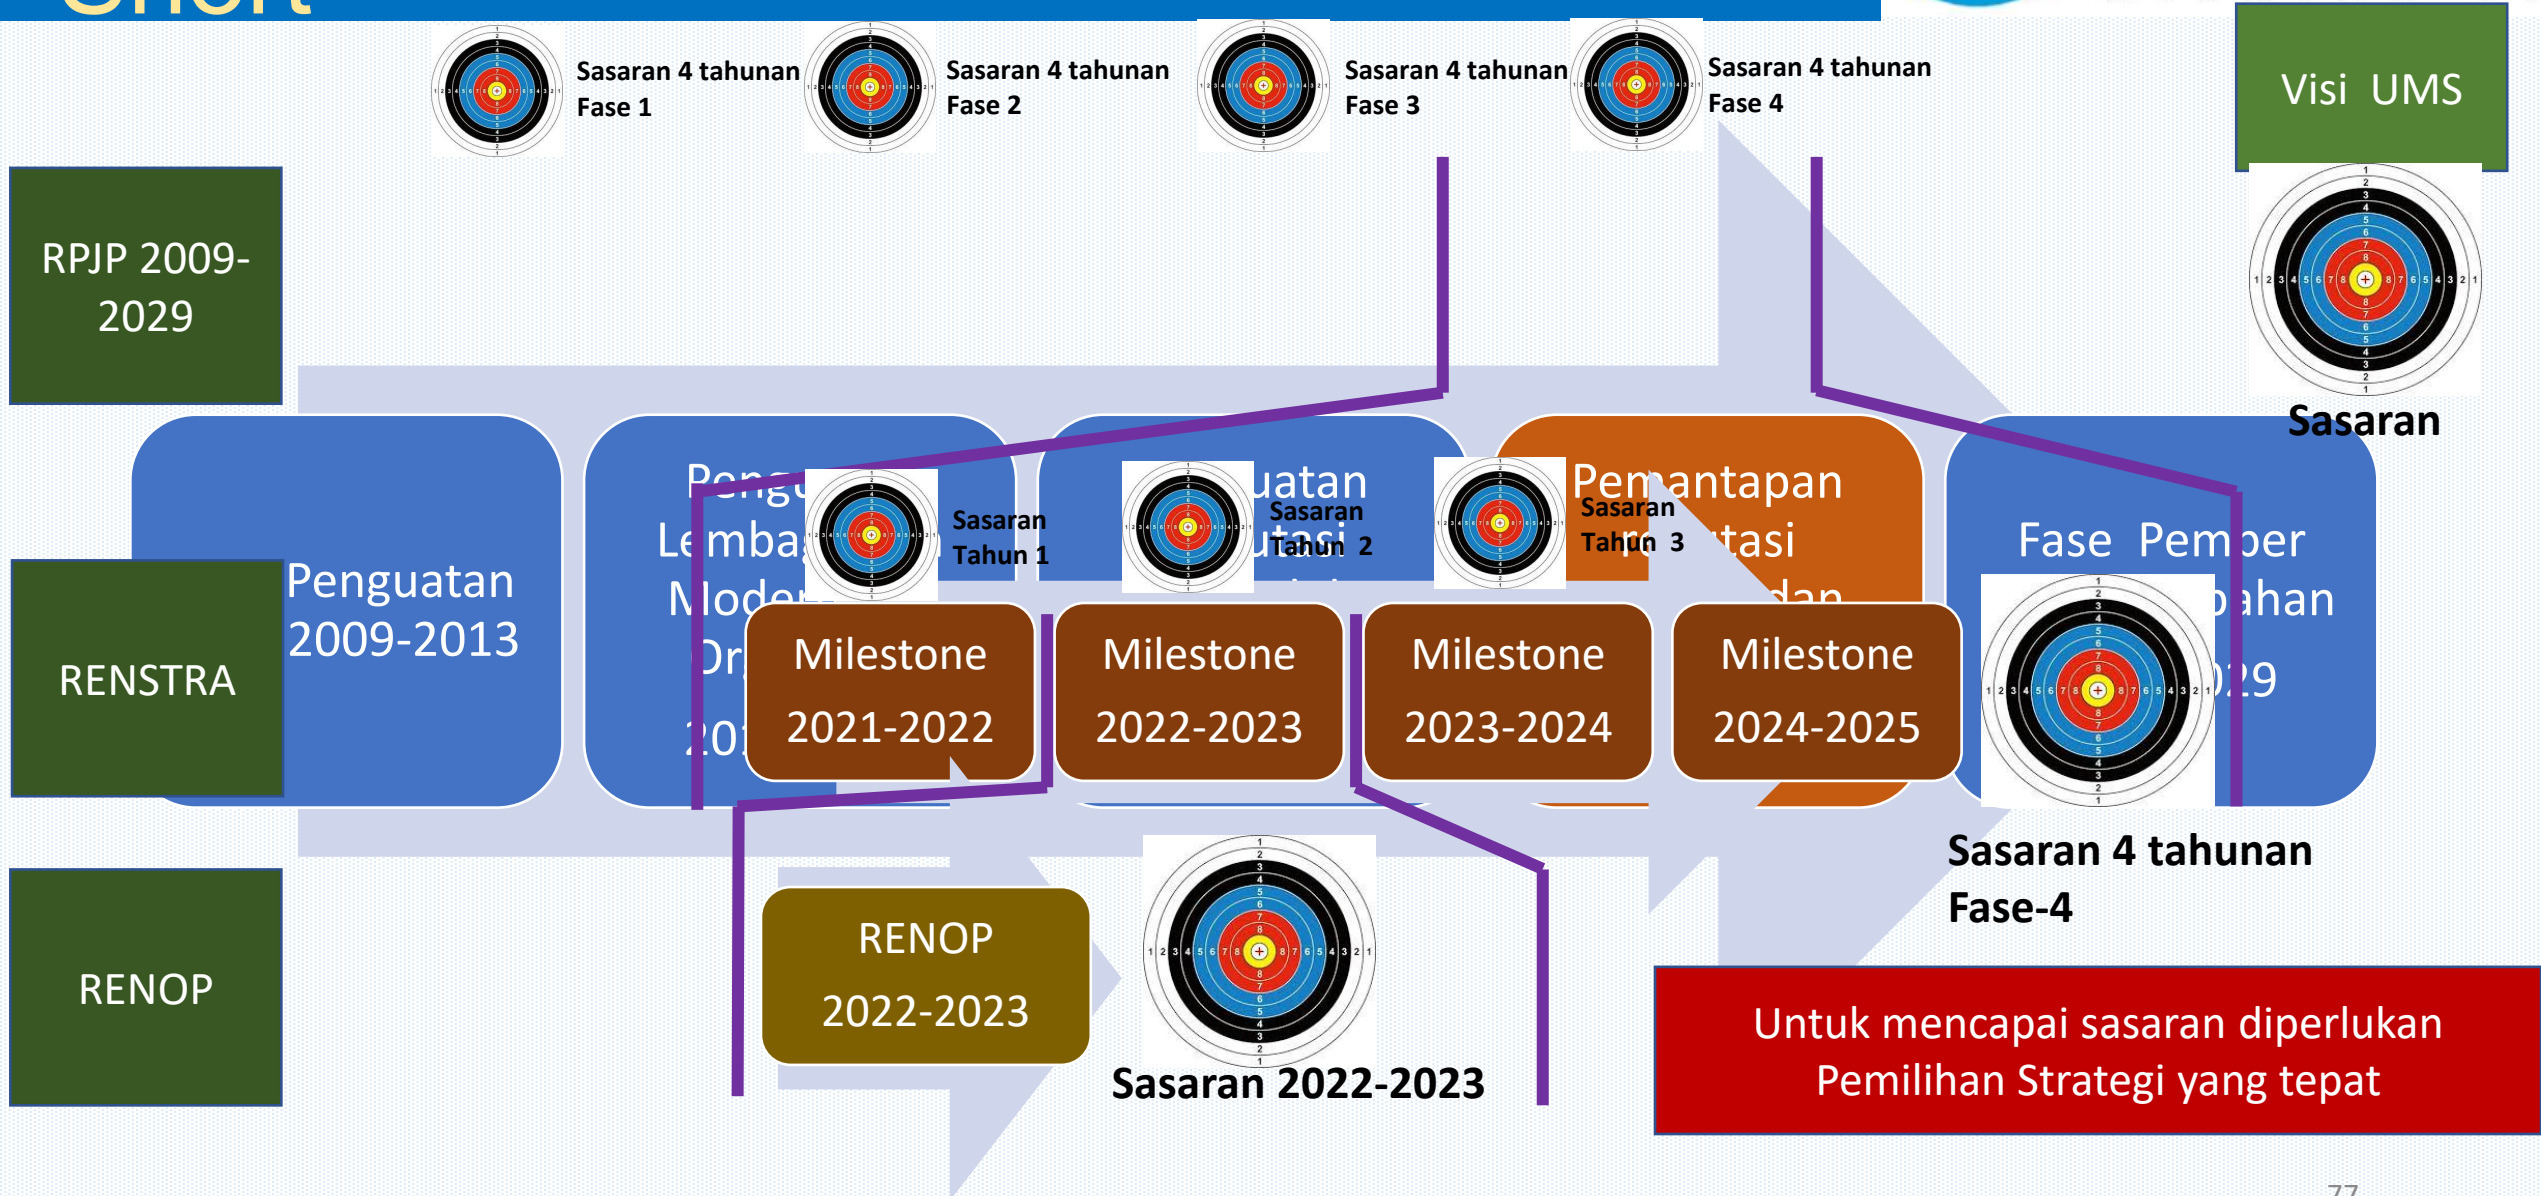 Short
Sasaran 4 tahunan
Fase 1
Sasaran 4 tahunan
Fase 2
Sasaran 4 tahunan
Fase 3
Sasaran 4 tahunan
Fase 4
Visi UMS
RPJP 2009-
2029
Sasaran
Penguatan
2009-2013
Pemantapan
Fase Pember
Sasaran
Tahun 1
Sasaran
Tahun 2
Sasaran
Tahun 3
dan
RENSTRA
Milestone
2021-2022
Milestone
2022-2023
Milestone
2023-2024
Milestone
2024-2025
Sasaran 4 tahunan
Fase-4
RENOP
RENOP
2022-2023
Sasaran 2022-2023
Untuk mencapai sasaran diperlukan
Pemilihan Strategi yang tepat
77